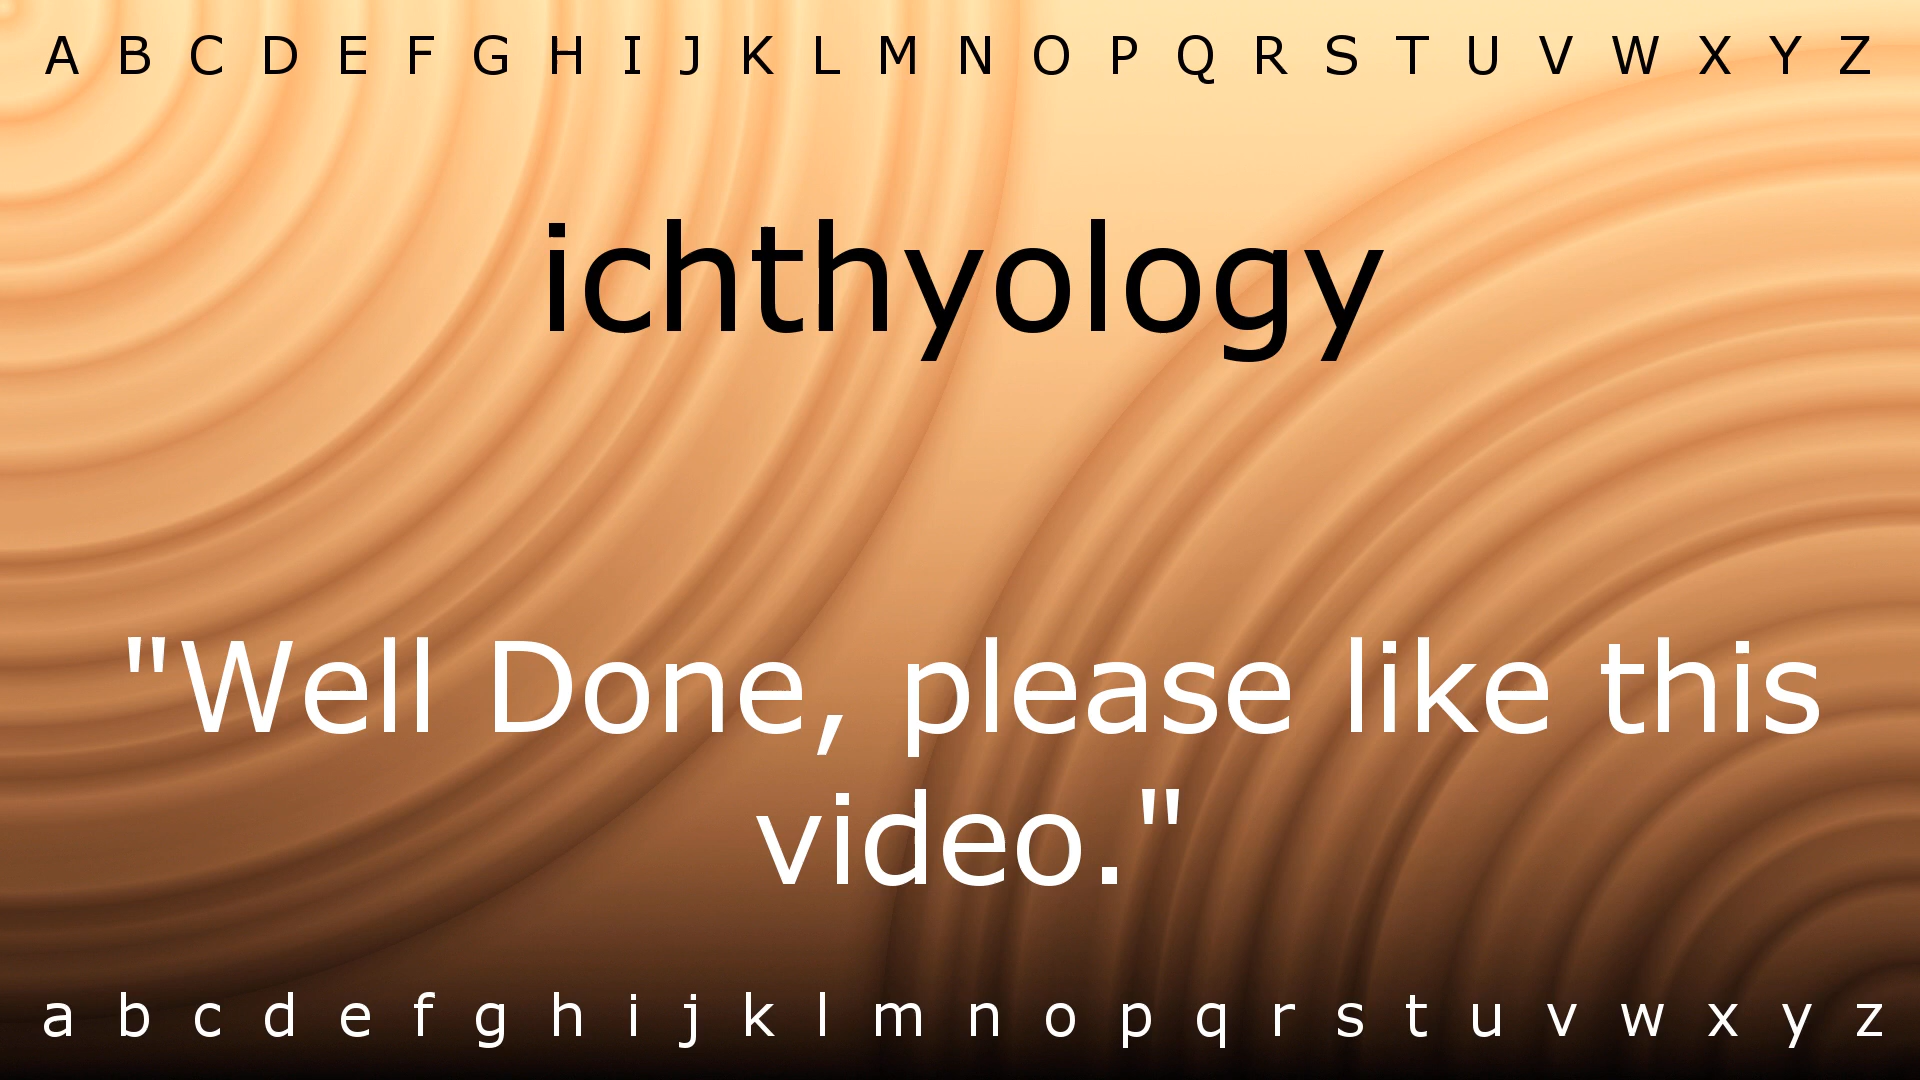 A B C D E F G H I J K L M N O P Q R S T U V W X Y Z
ichthyology
"Well Done, please like this
video."
a b c d e f g h i j k l m n o p q r s t u v w x y z